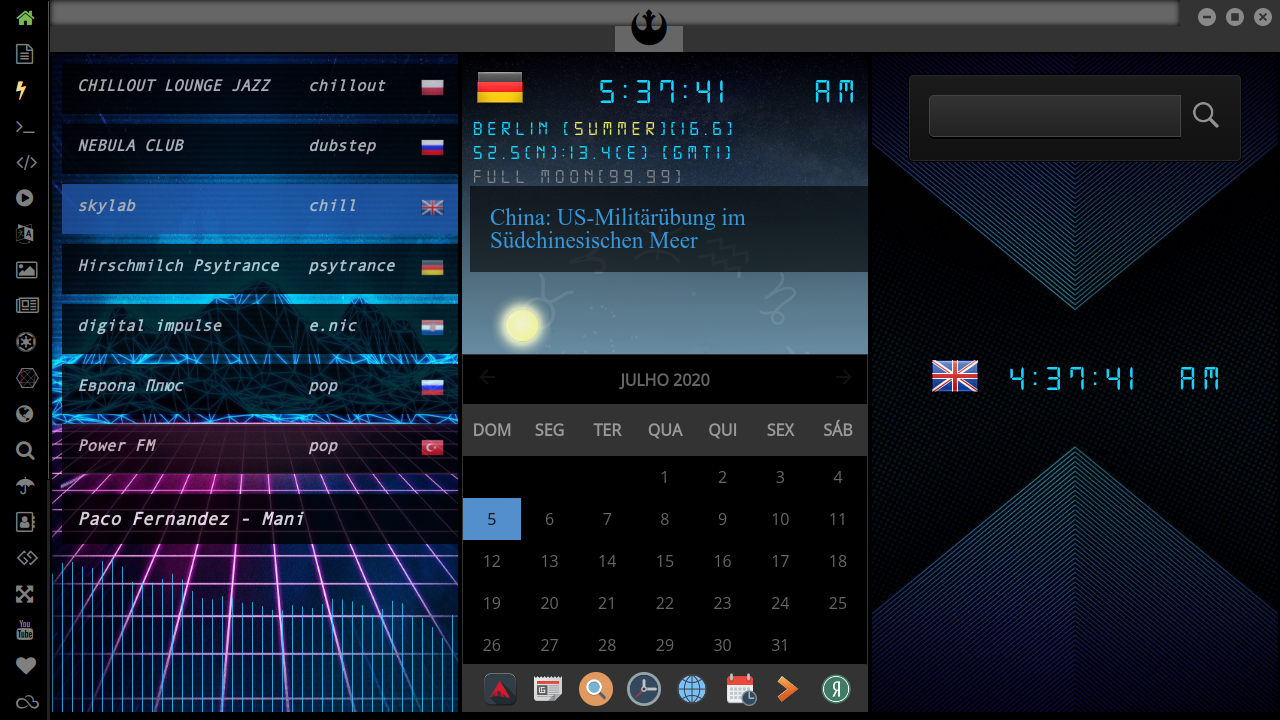 CHILLOUT LOUNGE JAZZ chillout
NEBULA CLUB dubstep
skylab chill
Hirschmilch Psytrance psytrance
digital impulse e.nic
Европа Плюс pop
Power FM pop
Paco Fernandez - Mani
5:37:41 AM
BERLIN (SUMMER)(16.6)
52.5(N):13.4(E) (GMT1)
FULL MOON(99.99)
China: US-Militärübung im
Südchinesischen Meer
JULHO 2020
DOM SEG TER QUA QUI SEX SÁB
1 2 3 4
5 6 7 8 9 10 11
12 13 14 15 16 17 18
19 20 21 22 23 24 25
26 27 28 29 30 31
4:37:41 AM
You
Tube
Я